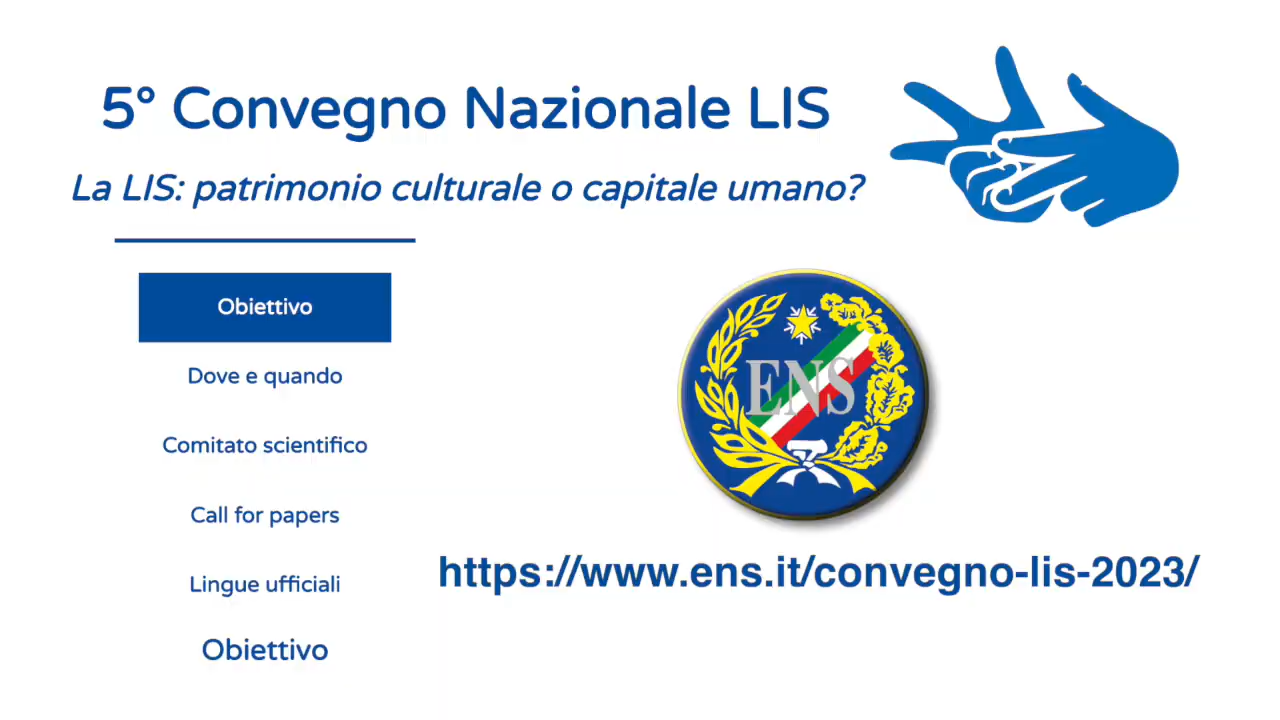 5° Convegno Nazionale LIS
La LIS: patrimonio culturale o capitale umano?
Obiettivo
Dove e quando
Comitato scientifico
Call for papers
Lingue ufficiali
Obiettivo
ENS
https://www.ens.it/convegno-lis-2023/